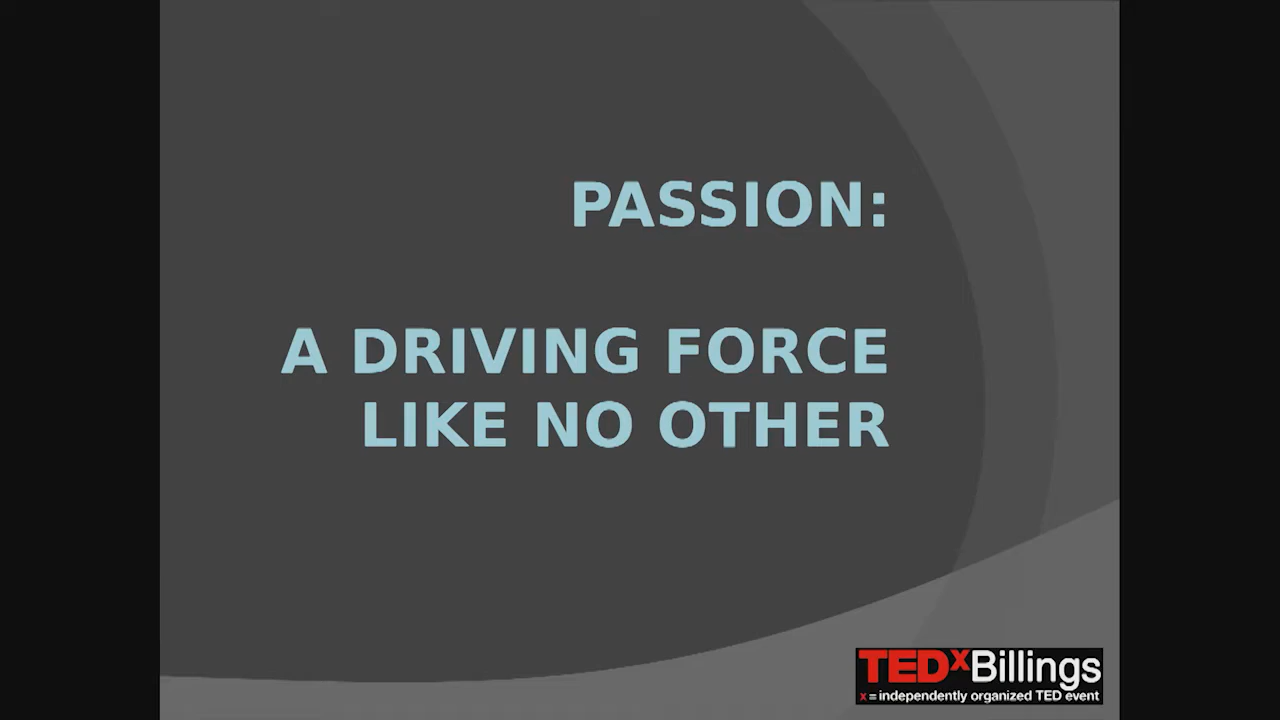 PASSION:
A DRIVING FORCE
LIKE NO OTHER
TEDxBillings
x = independently organized TED event